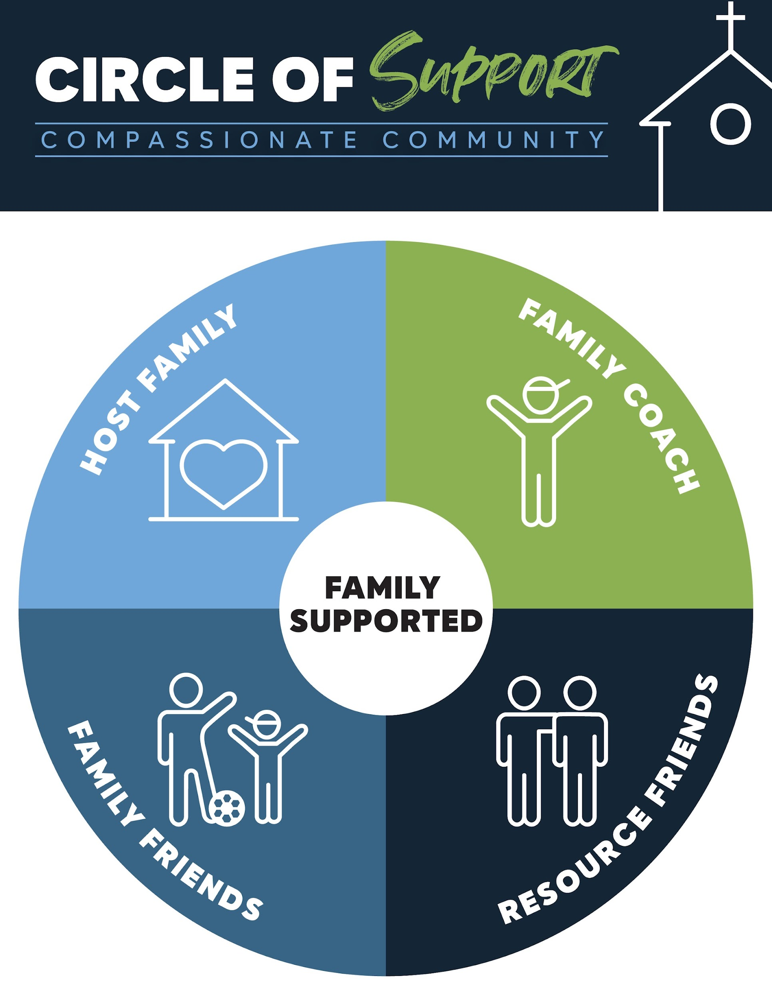 CIRCLE OF Support
COMPASSIONATE COMMUNITY
HOST FAMILY
FAMILY COACH
FAMILY
SUPPORTED
FAMILY FRIENDS
RESOURCE FRIENDS